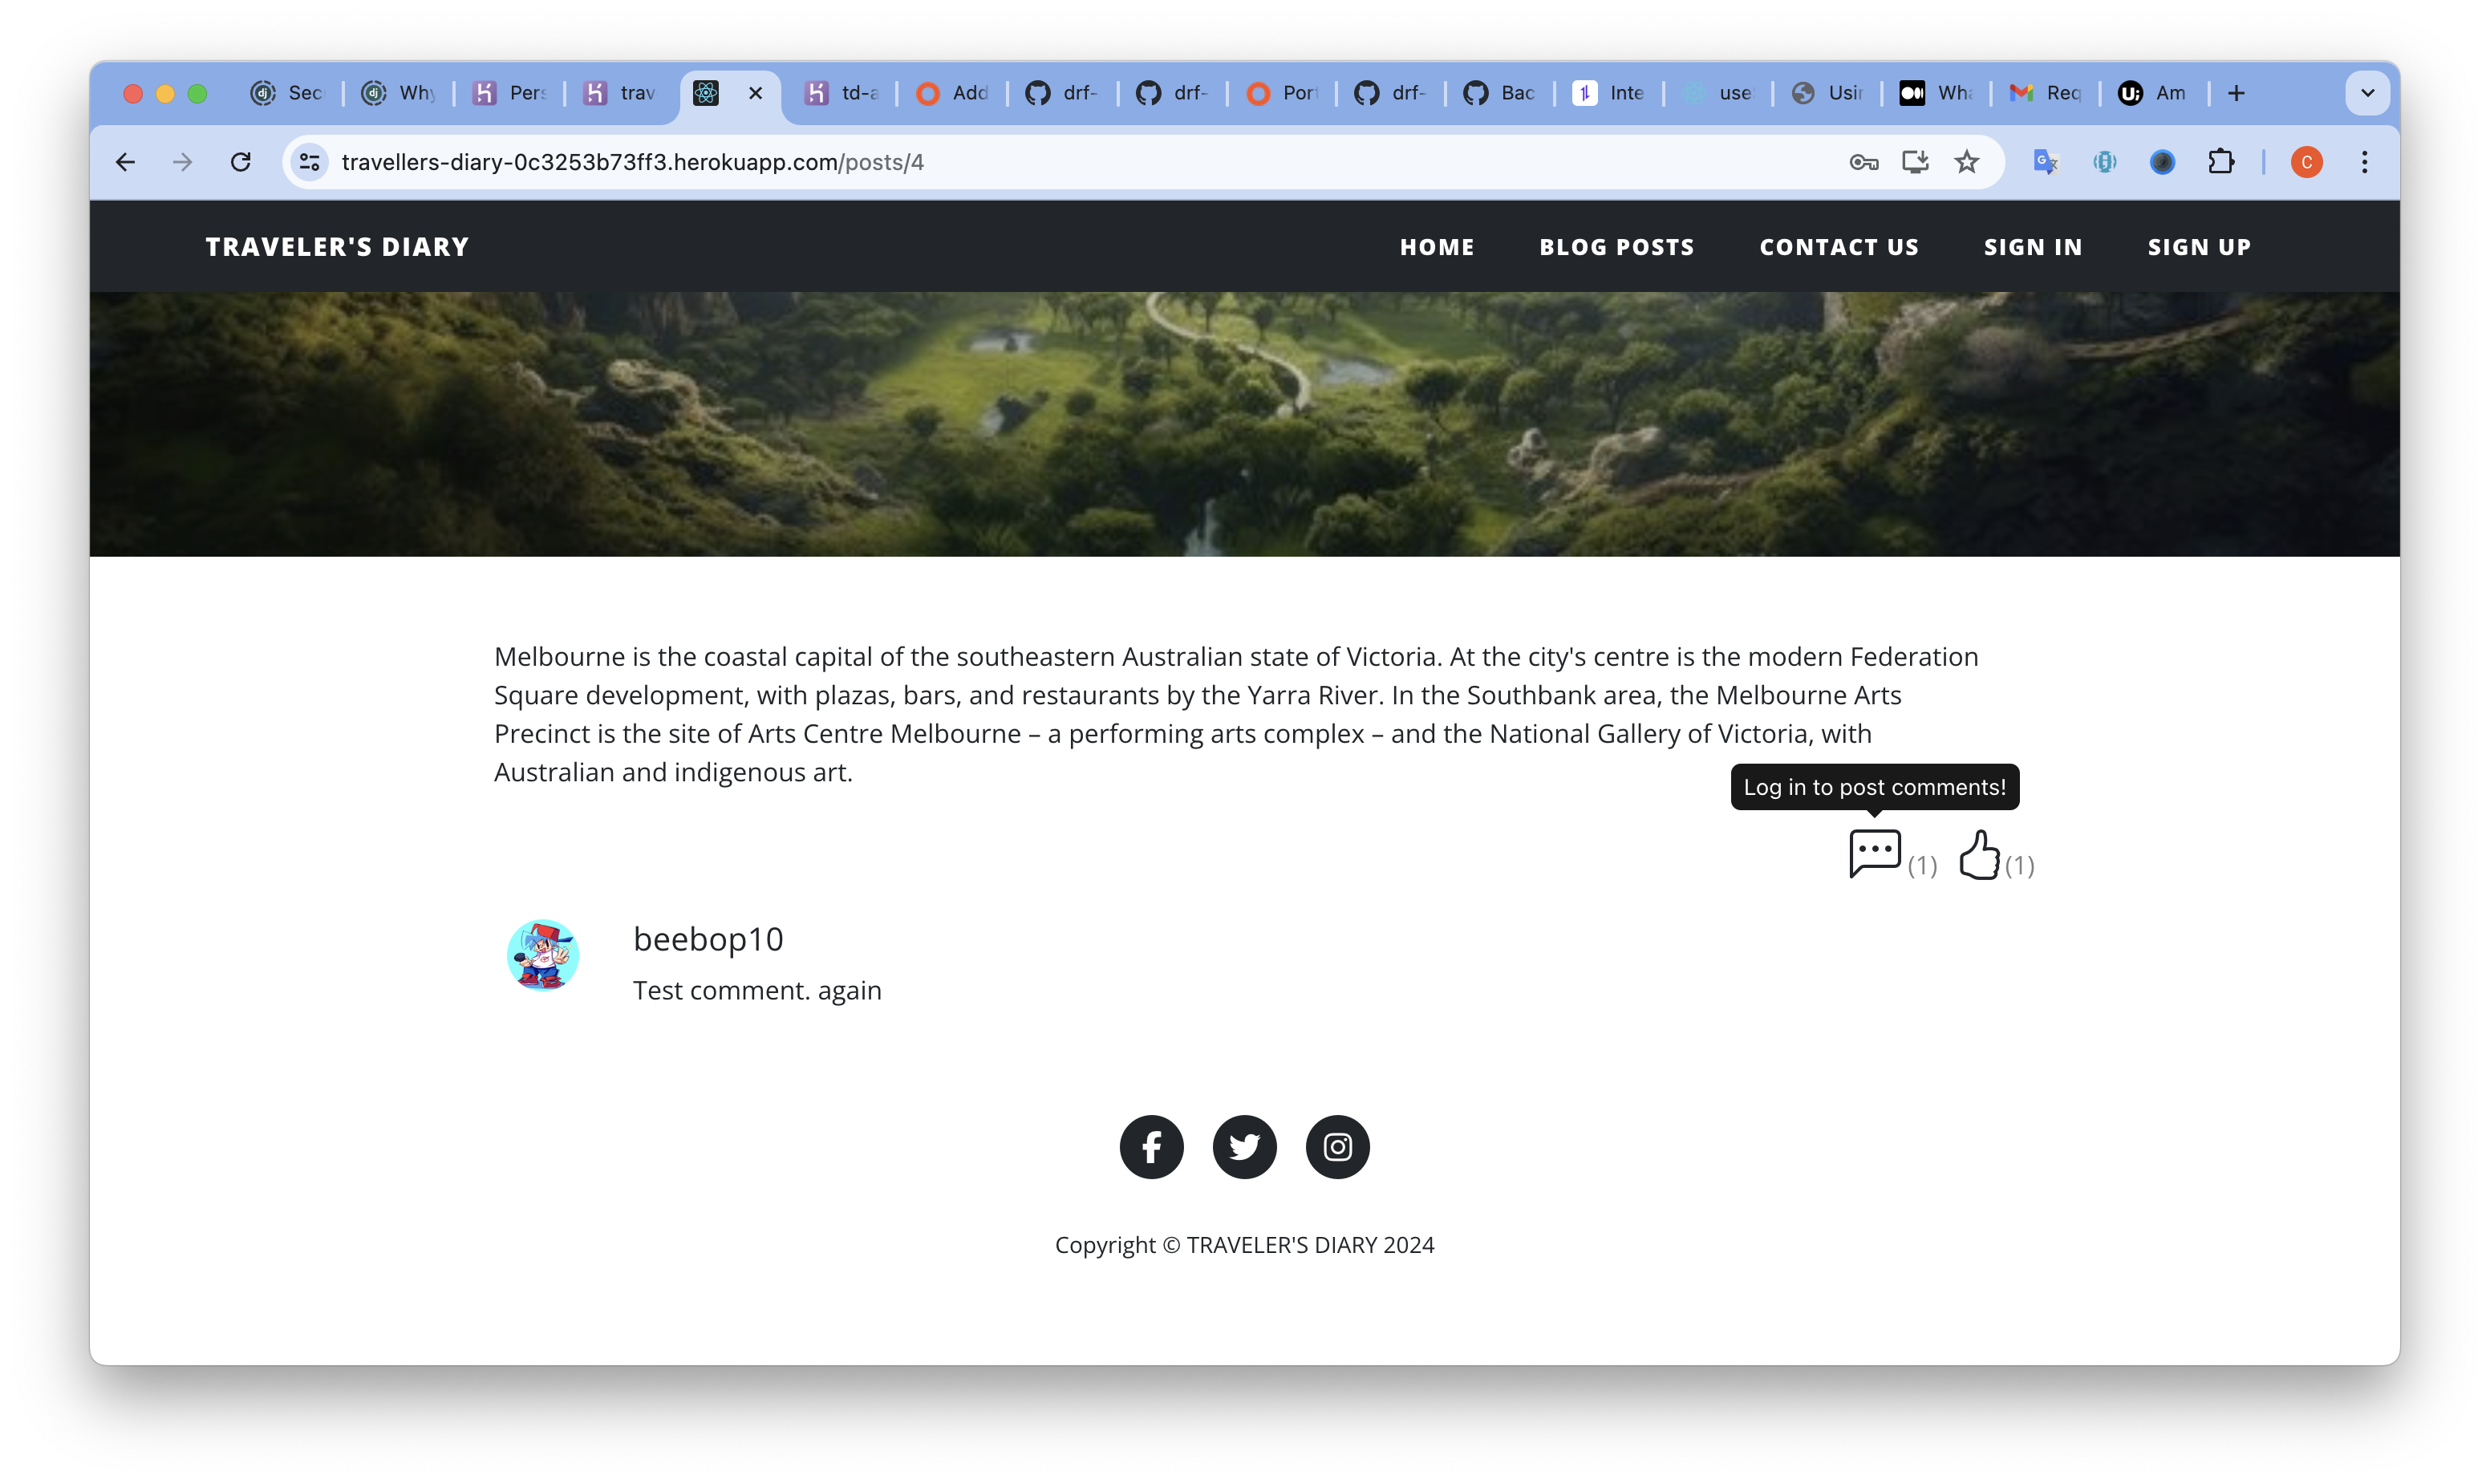 Sec Why Pers trav td-a Add drf- drf- Port drf- Bac Inte use Usin Wha Req Am
travellers-diary-0c3253b73ff3.herokuapp.com/posts/4 C
TRAVELER'S DIARY HOME BLOG POSTS CONTACT US SIGN IN SIGN UP
Melbourne is the coastal capital of the southeastern Australian state of Victoria. At the city's centre is the modern Federation
Square development, with plazas, bars, and restaurants by the Yarra River. In the Southbank area, the Melbourne Arts
Precinct is the site of Arts Centre Melbourne – a performing arts complex – and the National Gallery of Victoria, with
Australian and indigenous art.
Log in to post comments!
(1) (1)
beebop10
Test comment. again
Copyright © TRAVELER'S DIARY 2024